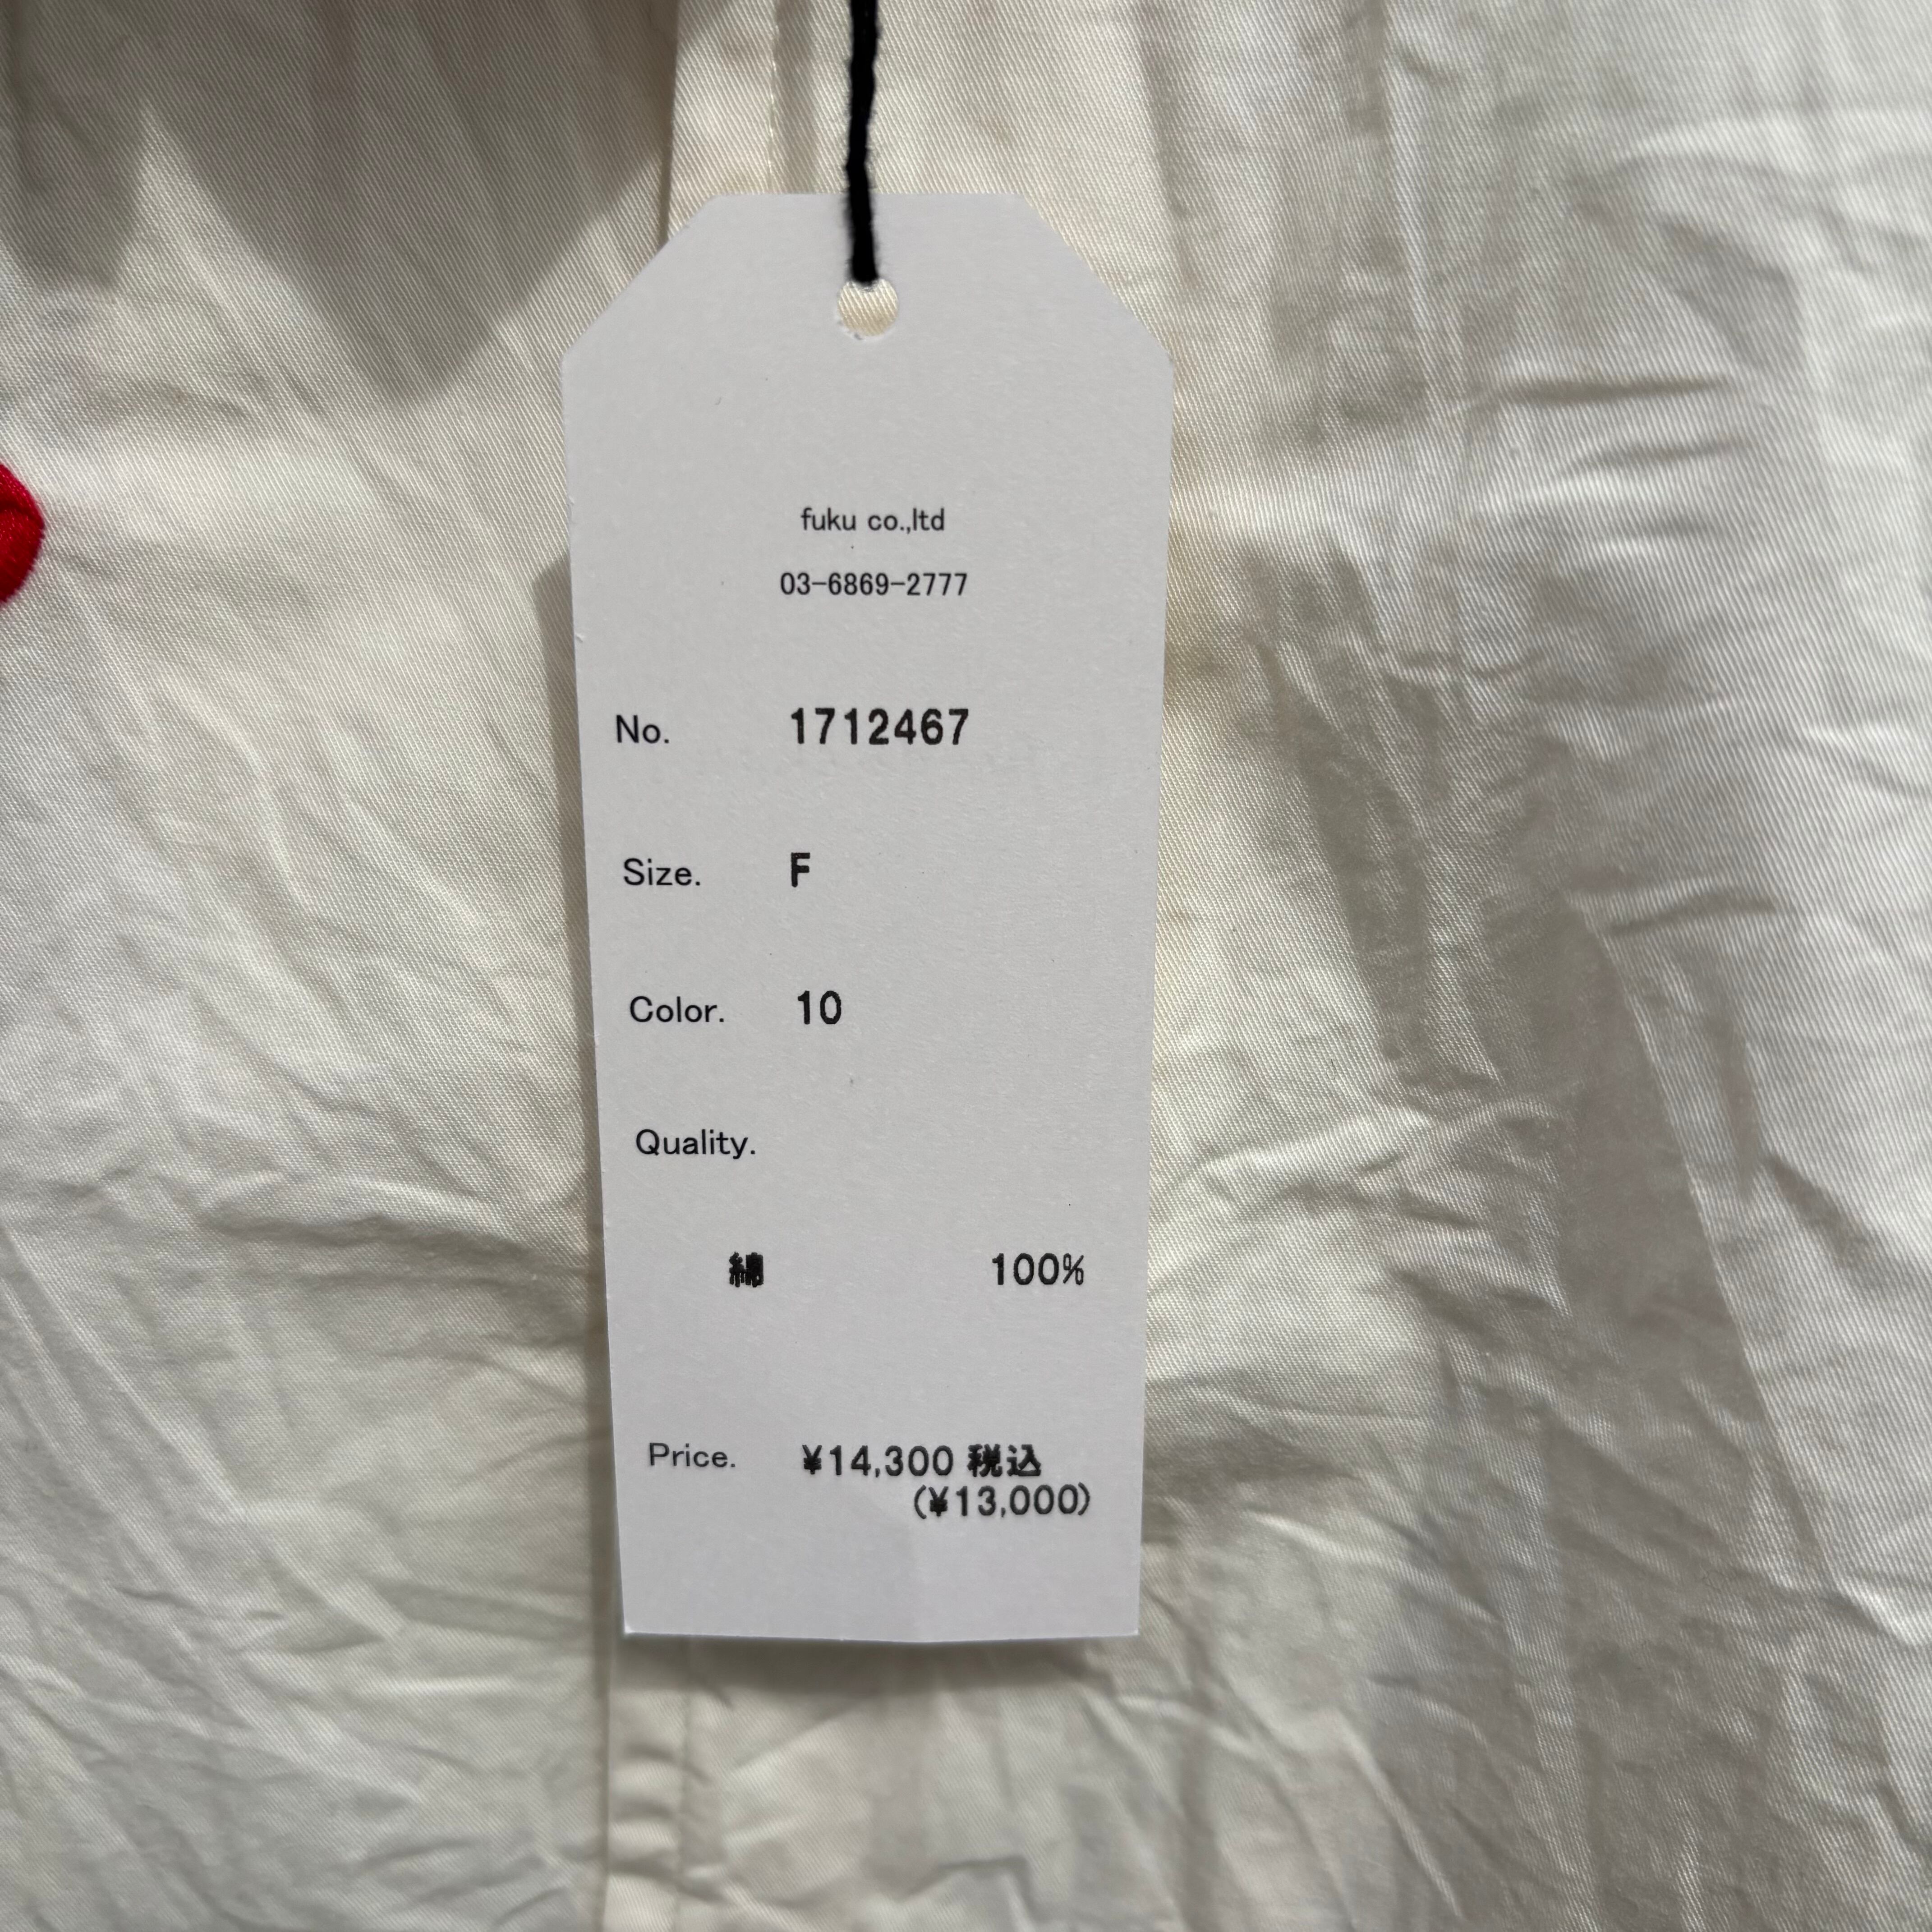 fuku co.,ltd
03-6869-2777
No. 1712467
Size. F
Color. 10
Quality.
綿 100%
Price. ¥14,300 税込
(¥13,000)